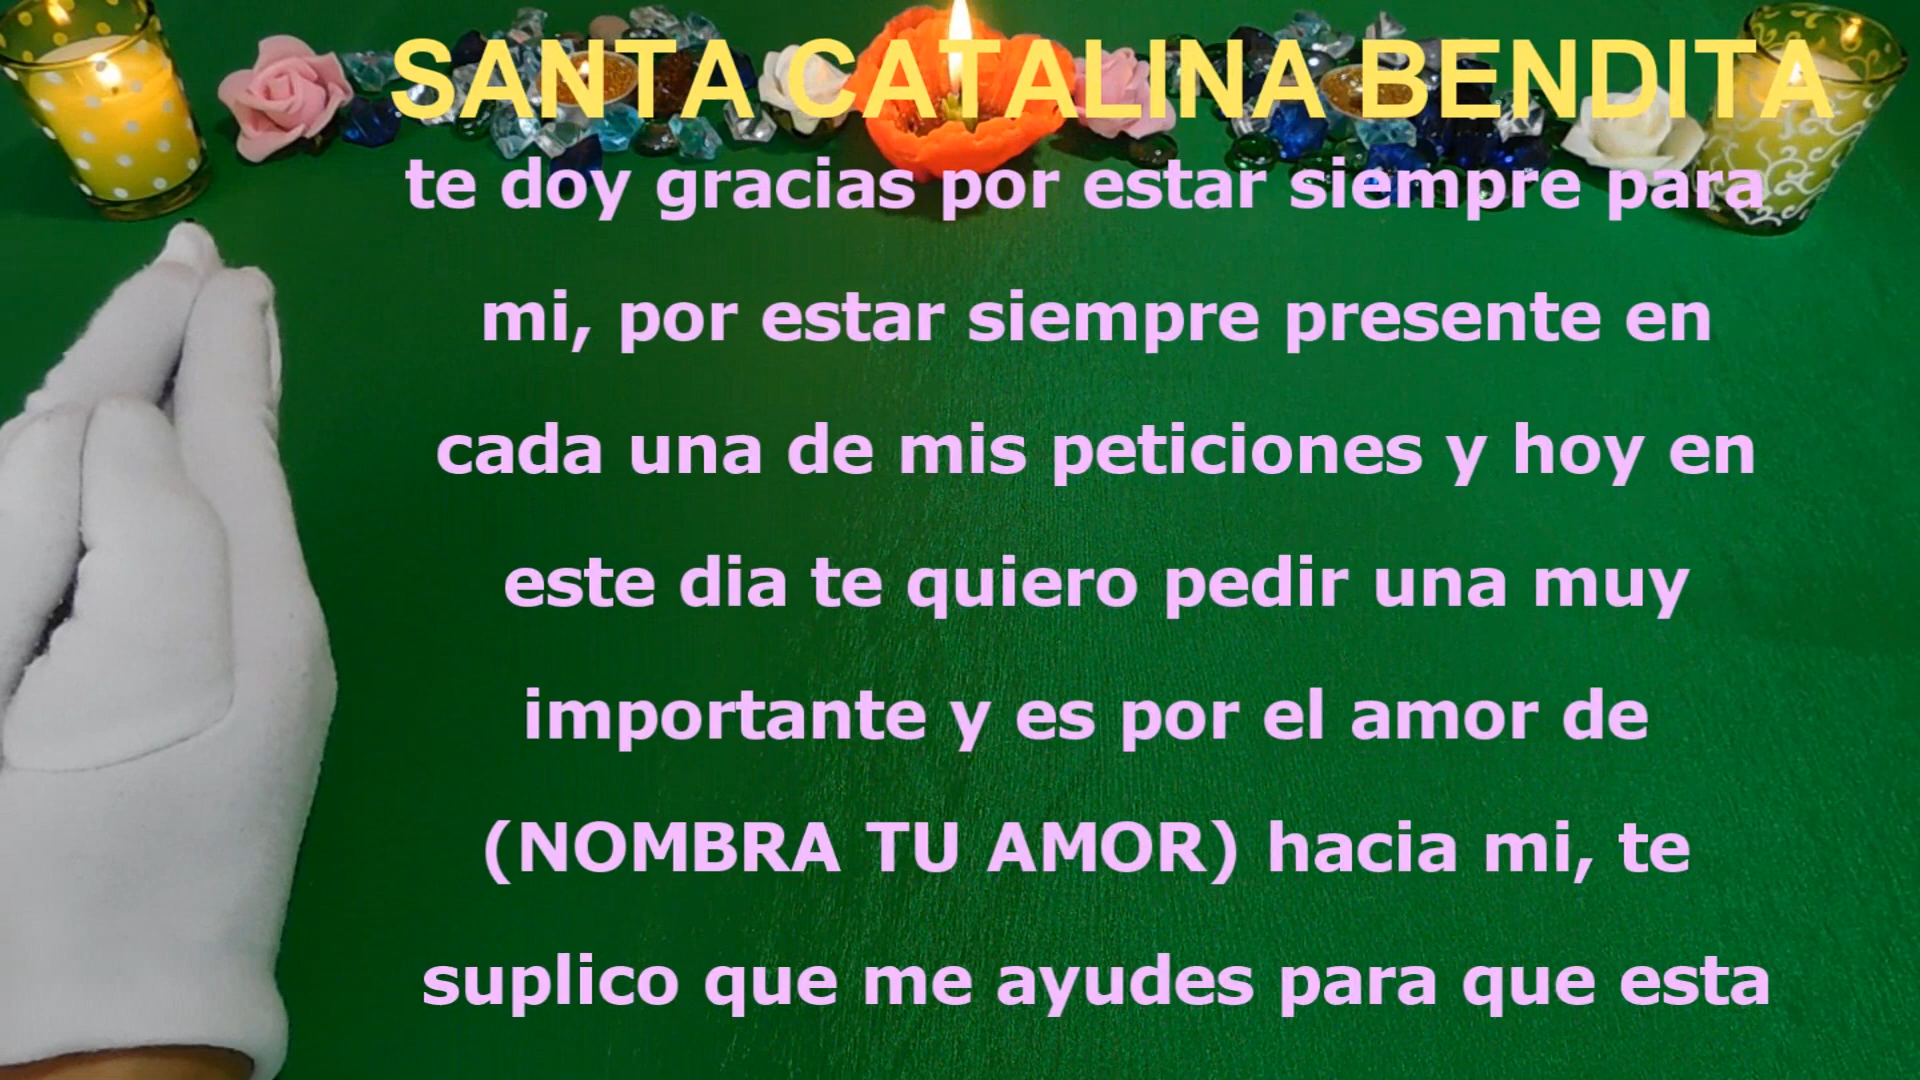 SANTA CATALINA BENDITA
te doy gracias por estar siempre para
mi, por estar siempre presente en
cada una de mis peticiones y hoy en
este dia te quiero pedir una muy
importante y es por el amor de
(NOMBRA TU AMOR) hacia mi, te
suplico que me ayudes para que esta